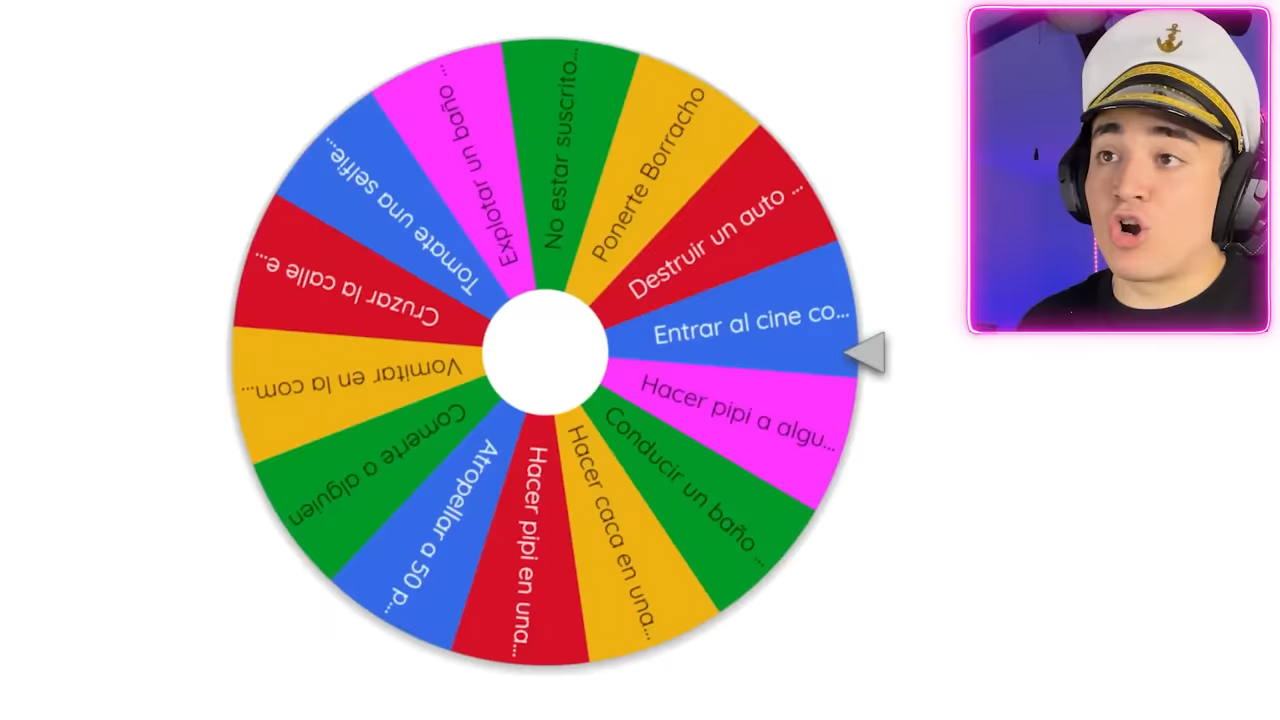 No estar suscrito...
Ponerte Borracho
Destruir un auto ...
Entrar al cine co...
Hacer pipi a algu...
Conducir un baño ...
Hacer caca en una...
Hacer pipi en una...
Atropellar a 50 p...
Comerte a alguien
Vomitar en la com...
Cruzar la calle e...
Tomate una selfie...
Explotar un baño ...